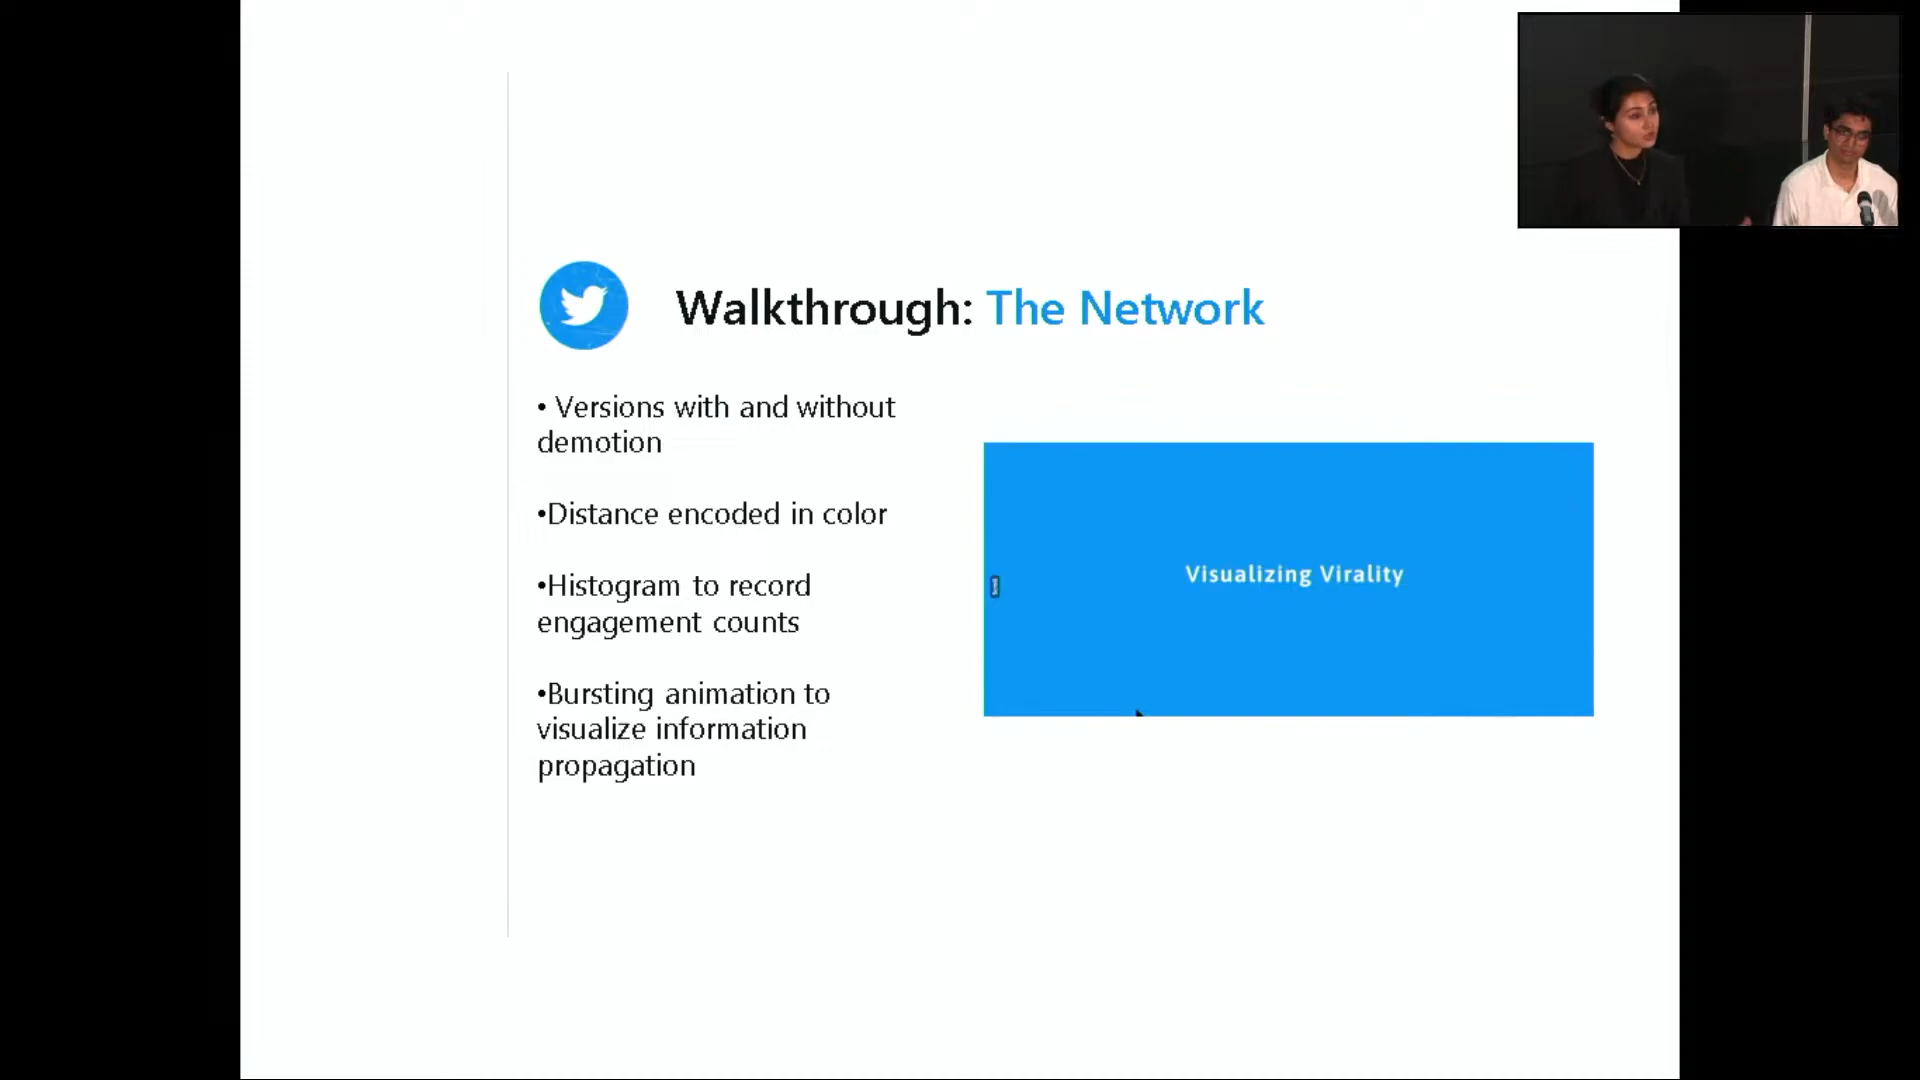 Walkthrough: The Network
• Versions with and without
demotion
•Distance encoded in color
•Histogram to record
engagement counts
•Bursting animation to
visualize information
propagation
Visualizing Virality